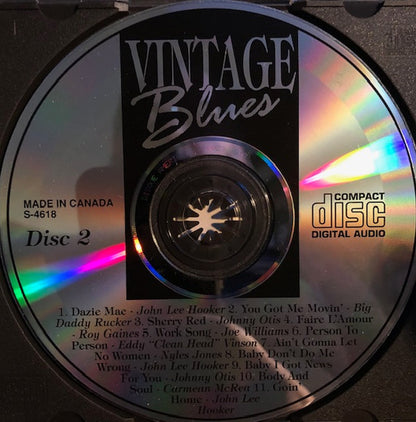 VINTAGE
Blues
MADE IN CANADA
S-4618
Disc 2
COMPACT
disc
DIGITAL AUDIO
1. Dazie Mae - John Lee Hooker 2. You Got Me Movin' - Big
Daddy Rucker 3. Sherry Red - Johnny Otis 4. Faire L'Amour
- Roy Gaines 5. Work Song - Joe Williams 6. Person To
Person - Eddy "Clean Head" Vinson 7. Ain't Gonna Let
No Women - Nyles Jones 8. Baby Don't Do Me
Wrong - John Lee Hooker 9. Baby I Got News
For You - Johnny Otis 10. Body And
Soul - Carmean McRea 11. Goin'
Home - John Lee
Hooker